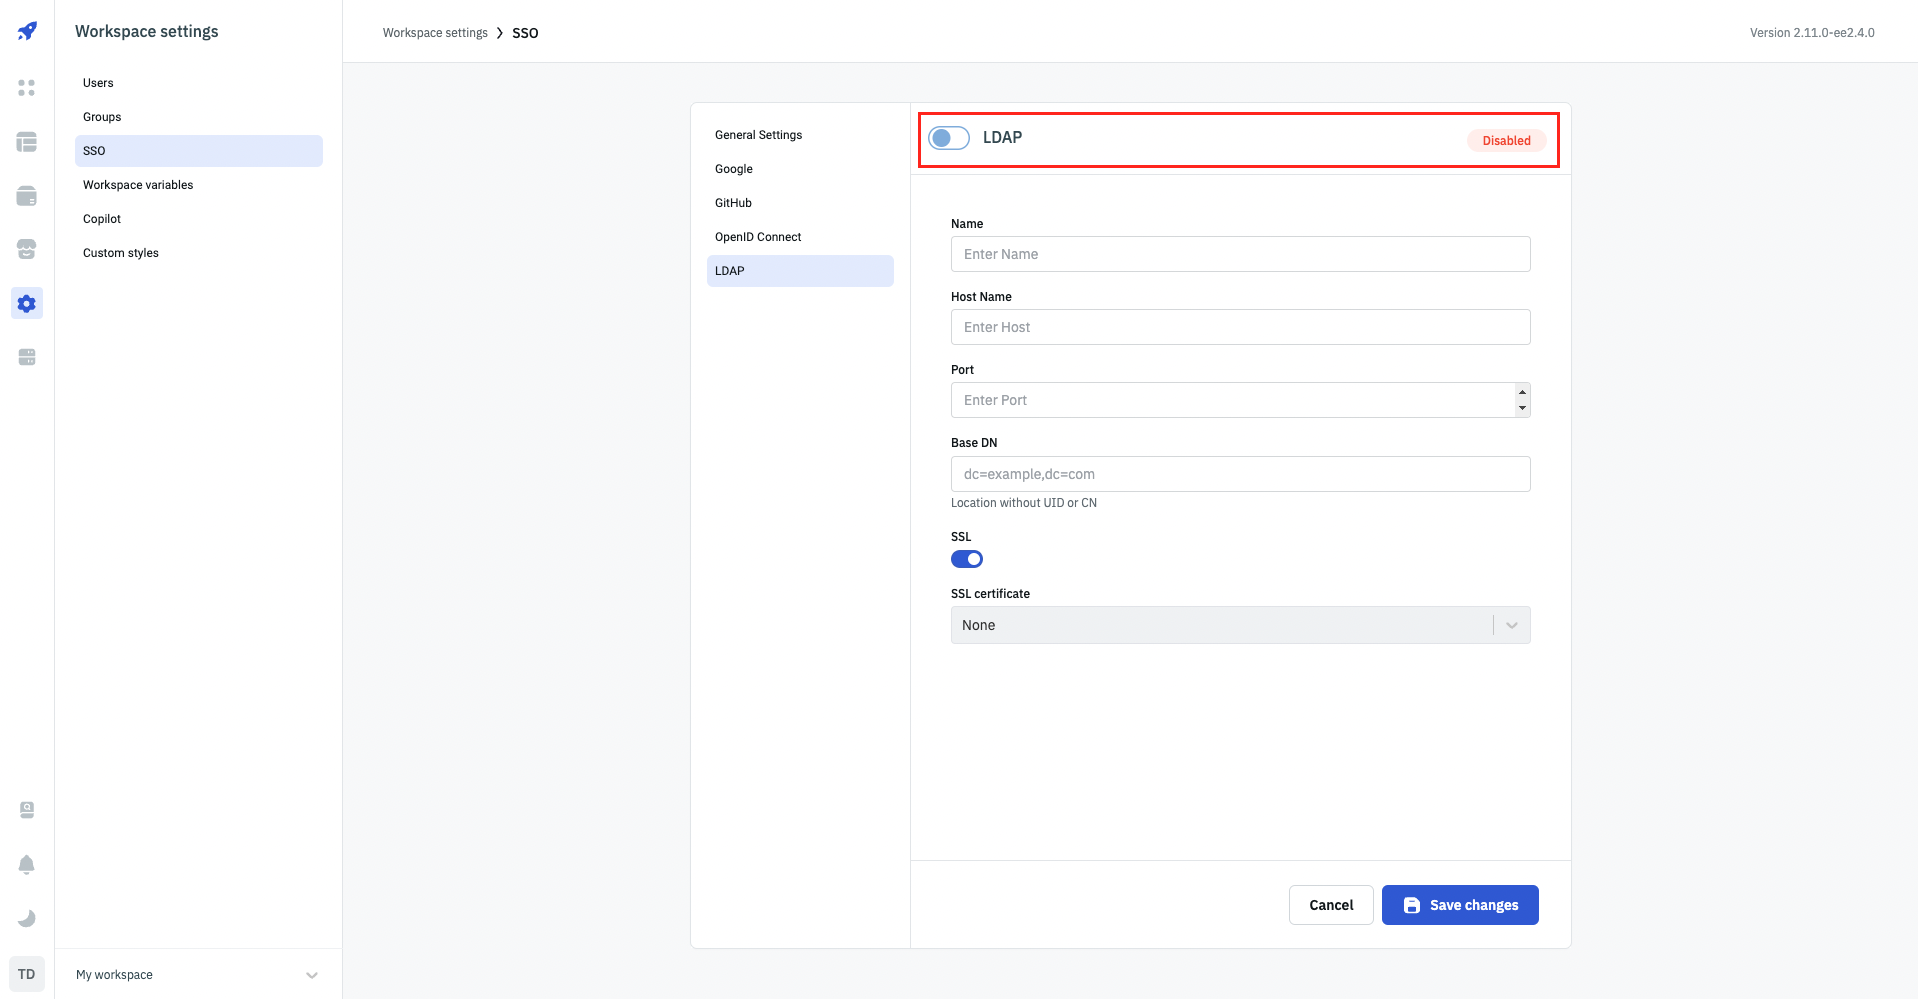 Workspace settings
Users
Groups
SSO
Workspace variables
Copilot
Custom styles
TD
My workspace
Workspace settings
SSO
Version 2.11.0-ee2.4.0
General Settings
Google
GitHub
OpenID Connect
LDAP
LDAP
Disabled
Name
Enter Name
Host Name
Enter Host
Port
Enter Port
Base DN
dc=example,dc=com
Location without UID or CN
SSL
SSL certificate
None
Cancel
Save changes